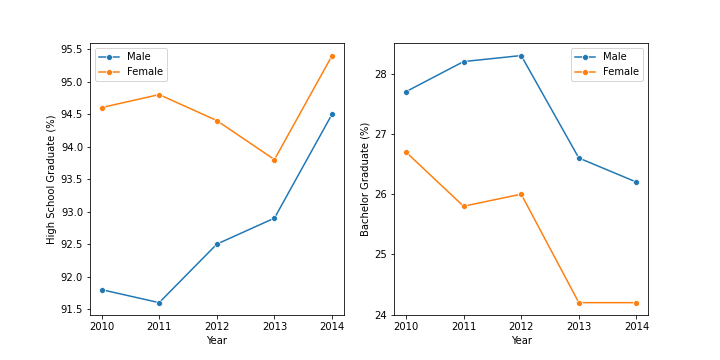 95.5
95.0
94.5
94.0
93.5
93.0
92.5
92.0
91.5
High School Graduate (%)
Male
Female
2010 2011 2012 2013 2014
Year
28
27
26
25
24
Bachelor Graduate (%)
Male
Female
2010 2011 2012 2013 2014
Year